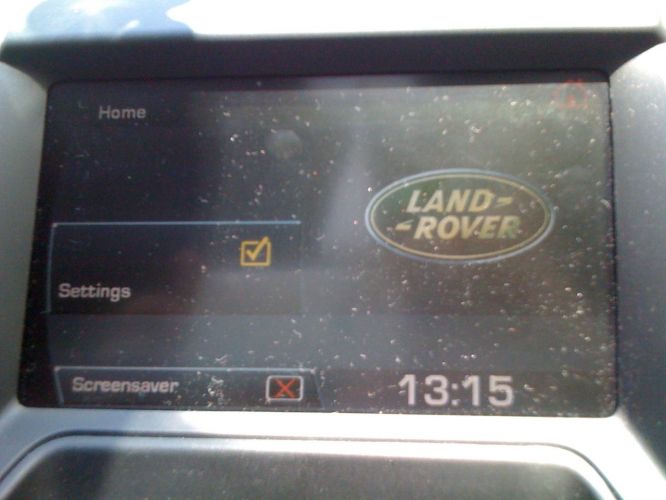 Home
LAND-
-ROVER
Settings
Screensaver
13:15